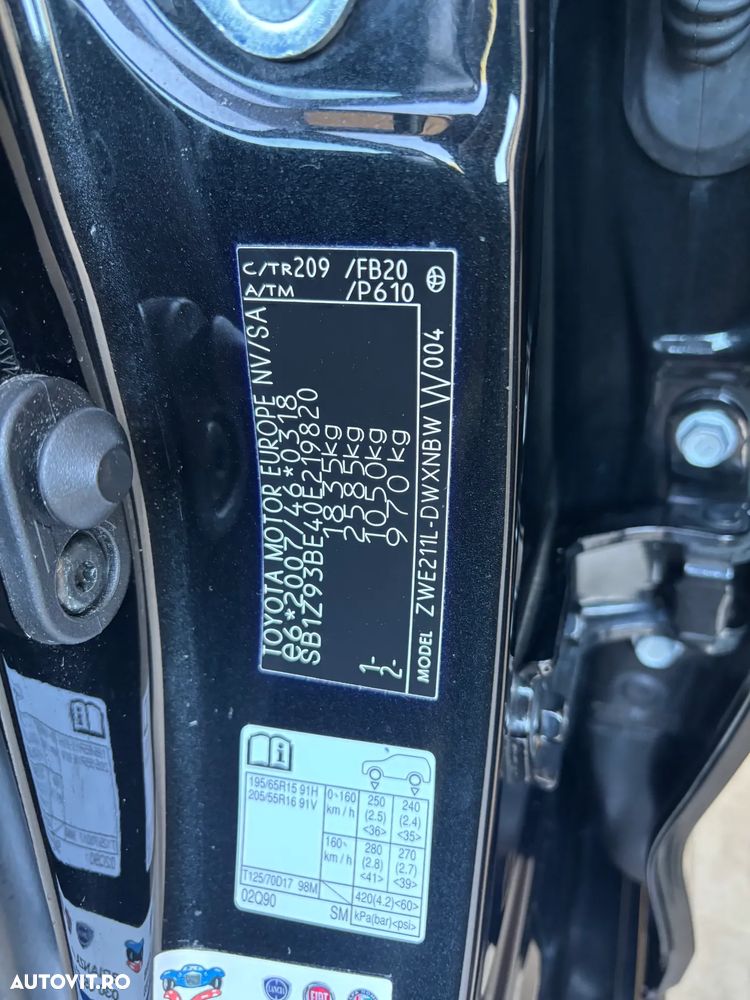 C/TR209 /FB20
A/TM /P610
TOYOTA MOTOR EUROPE NV/SA
e6*2007/46*0318
SB1Z93BE40E219820
1835kg
2585kg
1- 1050kg
2- 970kg
MODEL ZWE211L-DWXNBW W004
195/65R15 91H
205/55R16 91V
0~160 km/h
250 (2.5) <36>
240 (2.4) <35>
160~ km/h
280 (2.8) <41>
270 (2.7) <39>
T125/70D17 98M
420(4.2)<60>
02Q90 SM kPa(bar)<psi>
LANCIA
FIAT
AUTOVIT.RO